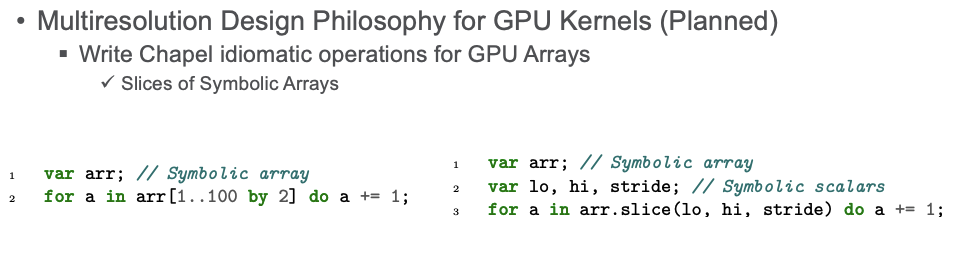 • Multiresolution Design Philosophy for GPU Kernels (Planned)
▪ Write Chapel idiomatic operations for GPU Arrays
✓ Slices of Symbolic Arrays
1 var arr; // Symbolic array
2 for a in arr[1..100 by 2] do a += 1;
1 var arr; // Symbolic array
2 var lo, hi, stride; // Symbolic scalars
3 for a in arr.slice(lo, hi, stride) do a += 1;